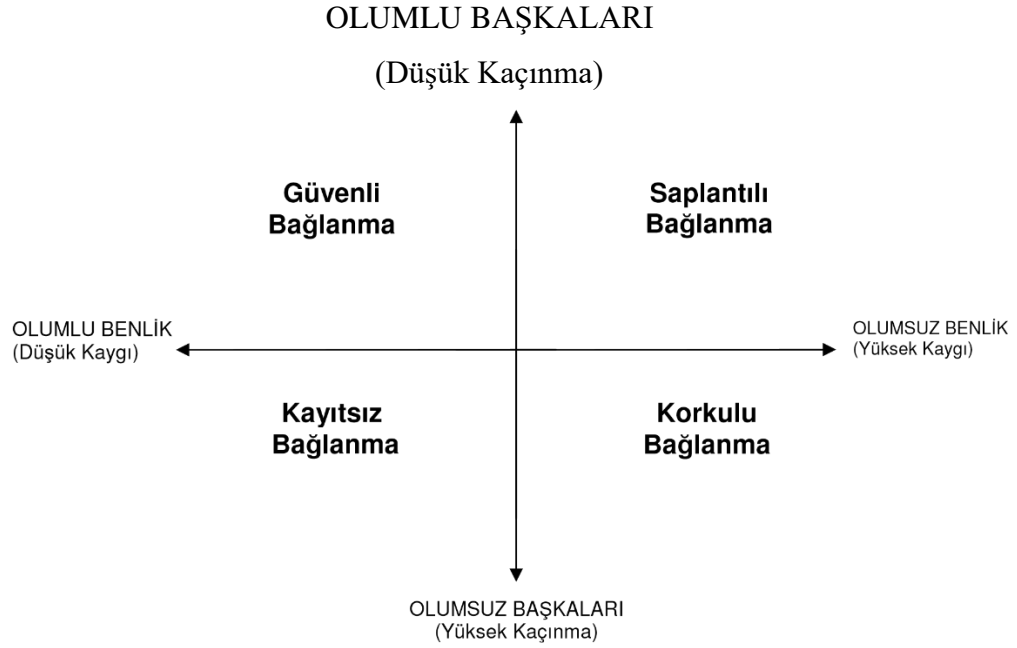 OLUMLU BAŞKALARI
(Düşük Kaçınma)
Güvenli
Bağlanma
Saplantılı
Bağlanma
OLUMLU BENLİK
(Düşük Kaygı)
OLUMSUZ BENLİK
(Yüksek Kaygı)
Kayıtsız
Bağlanma
Korkulu
Bağlanma
OLUMSUZ BAŞKALARI
(Yüksek Kaçınma)